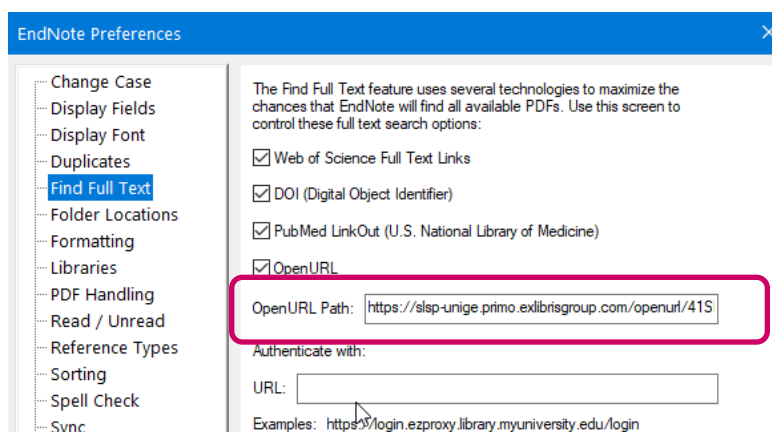 EndNote Preferences
Change Case
Display Fields
Display Font
Duplicates
Find Full Text
Folder Locations
Formatting
Libraries
PDF Handling
Read / Unread
Reference Types
Sorting
Spell Check
Sync
The Find Full Text feature uses several technologies to maximize the
chances that EndNote will find all available PDFs. Use this screen to
control these full text search options:
Web of Science Full Text Links
DOI (Digital Object Identifier)
PubMed LinkOut (U.S. National Library of Medicine)
OpenURL
OpenURL Path: https://slsp-unige.primo.exlibrisgroup.com/openurl/41S
Authenticate with:
URL:
Examples: https://login.ezproxy.library.myuniversity.edu/login